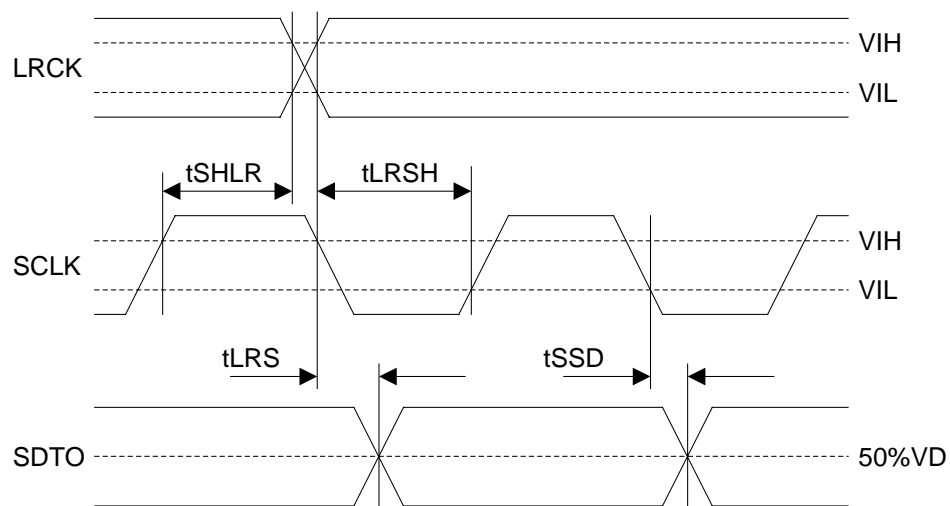 LRCK
VIH
VIL
tSHLR
tLRSH
SCLK
VIH
VIL
tLRS
tSSD
SDTO
50%VD